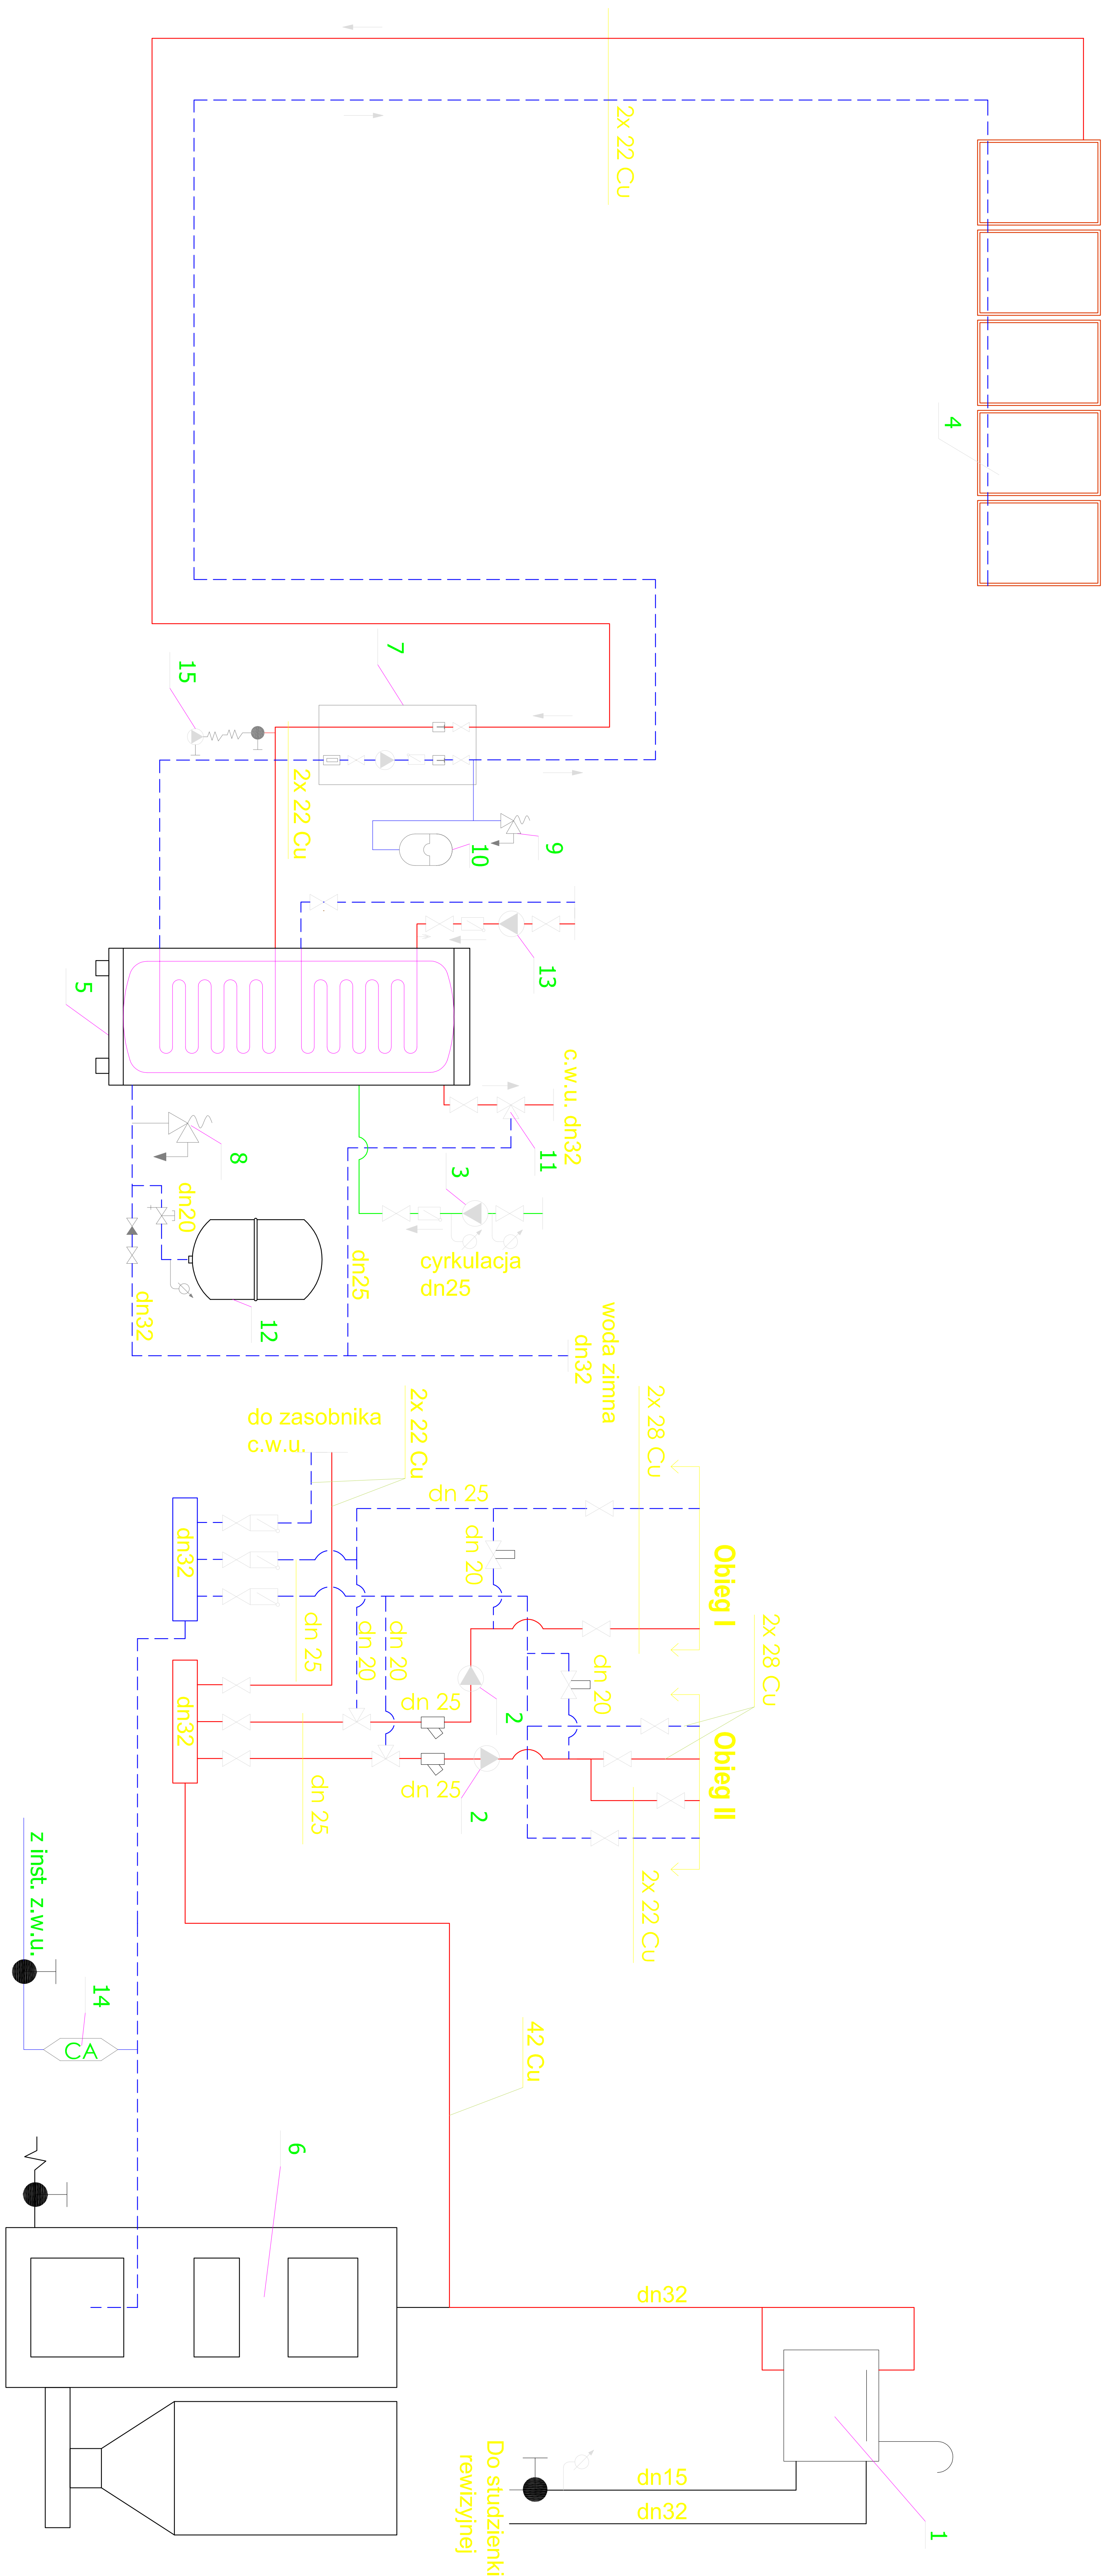 2x 22 Cu
4
7
15
2x 22 Cu
10
9
13
5
c.w.u. dn32
11
8
3
dn20
cyrkulacja
dn25
dn25
dn32
12
woda zimna
dn32
do zasobnika
c.w.u.
2x 22 Cu
2x 28 Cu
dn 25
dn 20
Obieg I
2x 28 Cu
dn32
dn 25
dn 20
dn 20
dn 20
dn32
dn 25
2
dn 25
dn 25
2
Obieg II
2x 22 Cu
z inst. z.w.u.
14
CA
42 Cu
6
dn32
Do studzienki
rewizyjnej
dn15
dn32
1